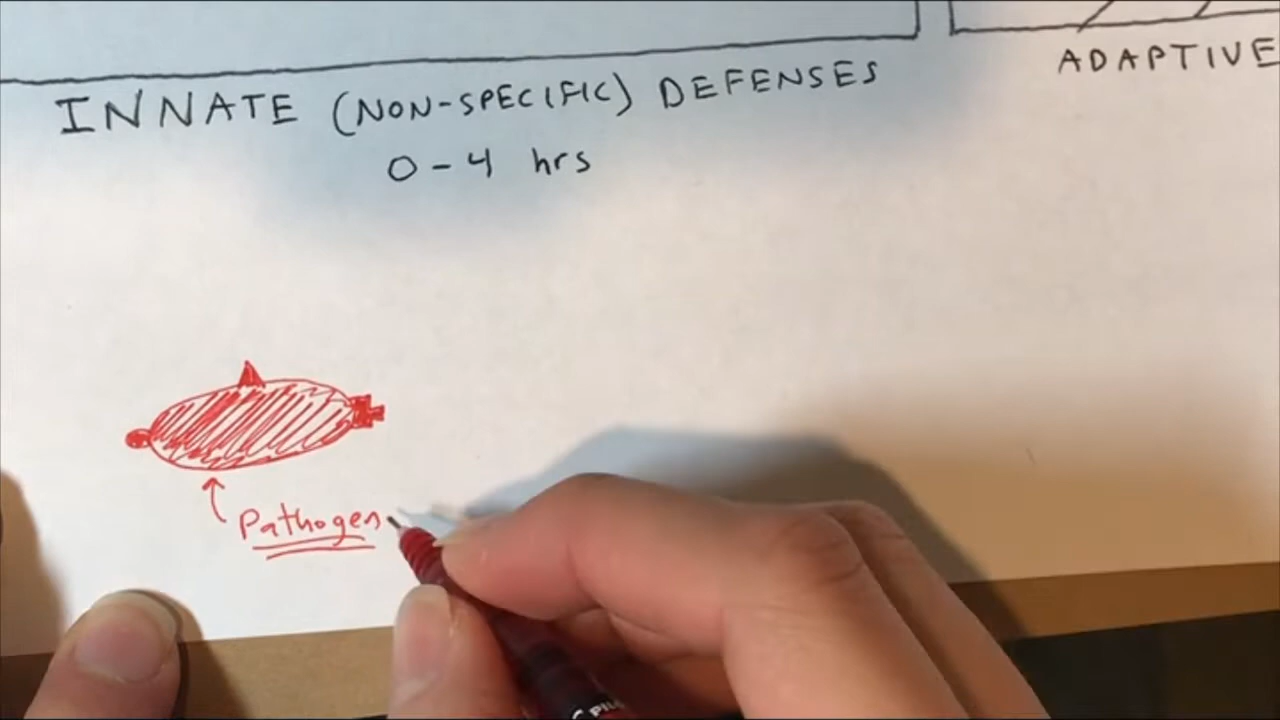 INNATE (NON-SPECIFIC) DEFENSES
0-4 hrs
ADAPTIVE
Pathogen